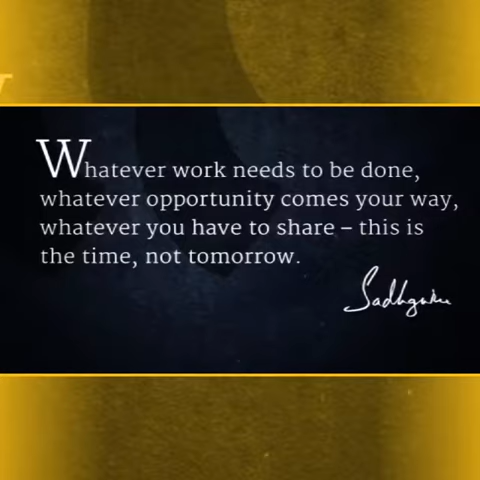 Whatever work needs to be done,
whatever opportunity comes your way,
whatever you have to share – this is
the time, not tomorrow.
Sadhguru